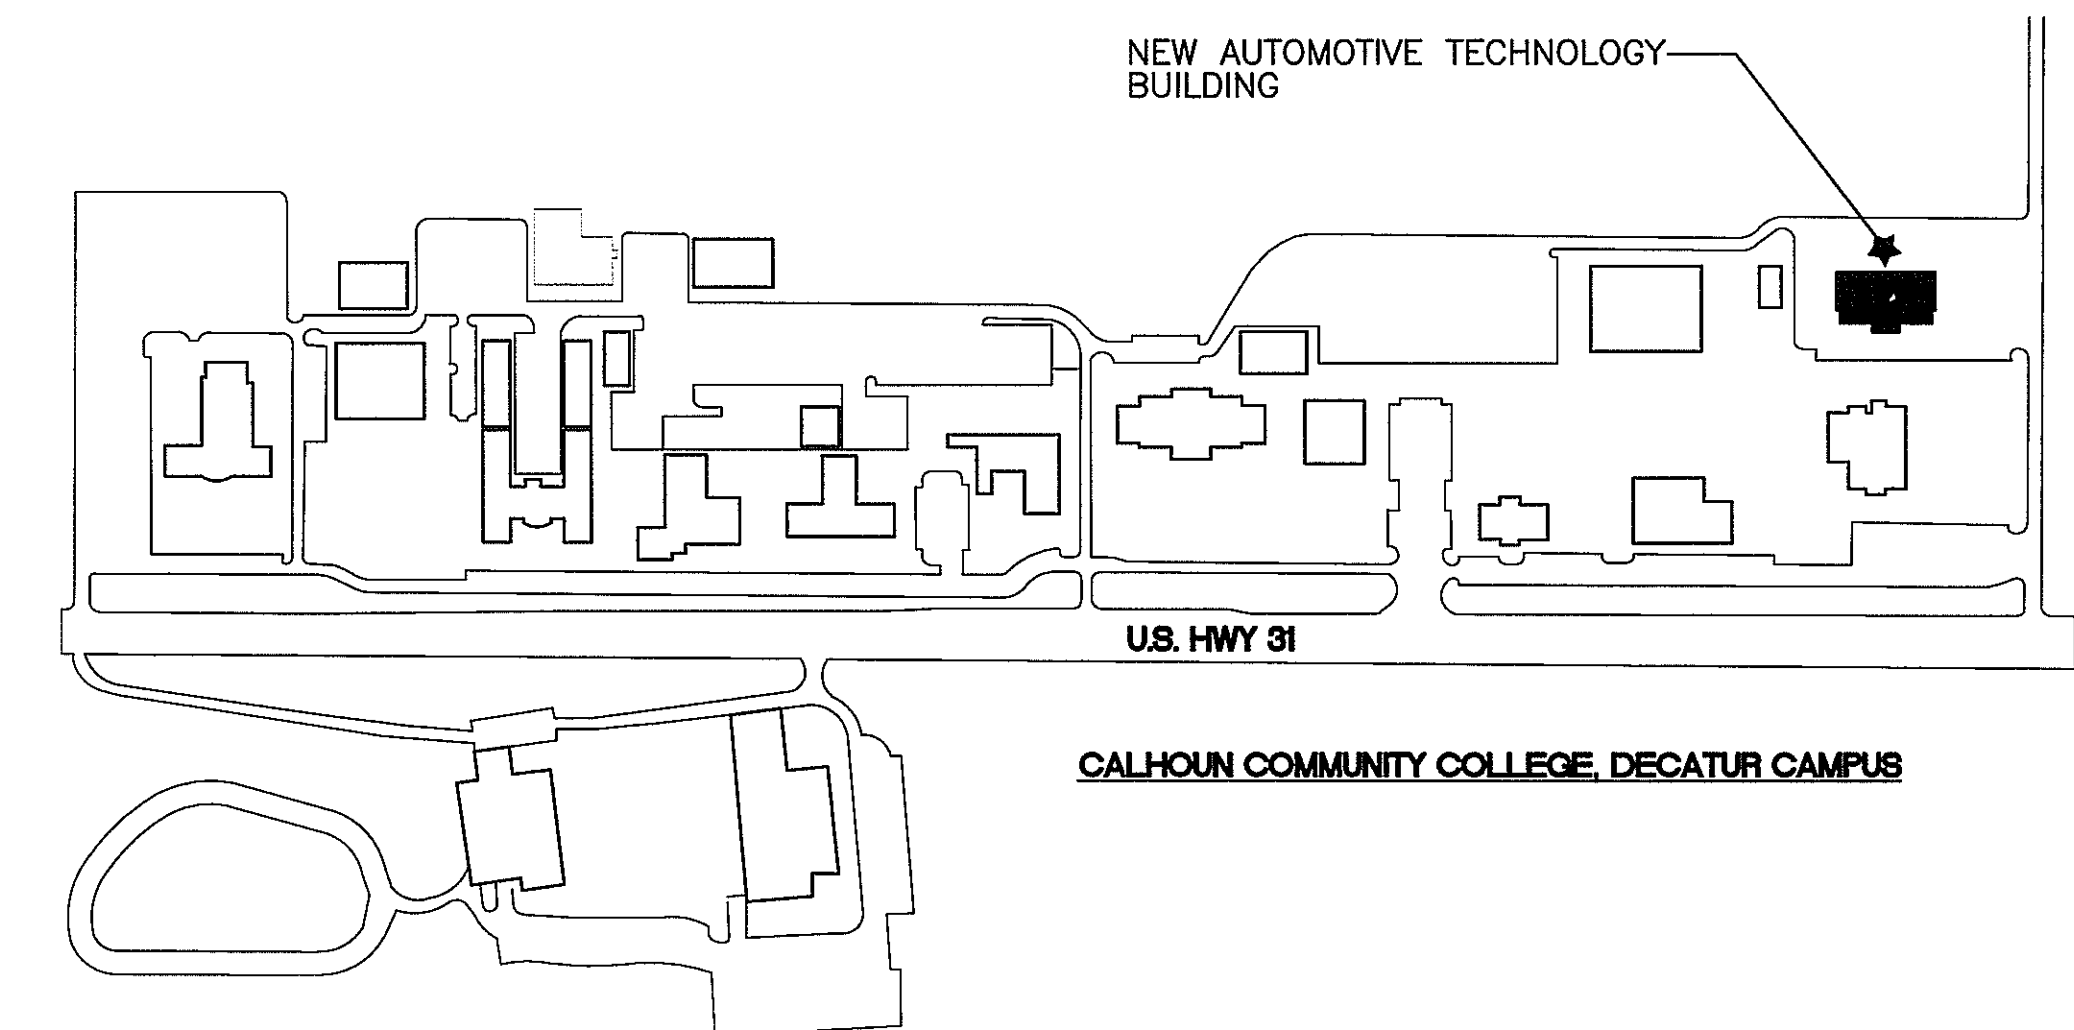 NEW AUTOMOTIVE TECHNOLOGY
BUILDING
U.S. HWY 31
CALHOUN COMMUNITY COLLEGE, DECATUR CAMPUS